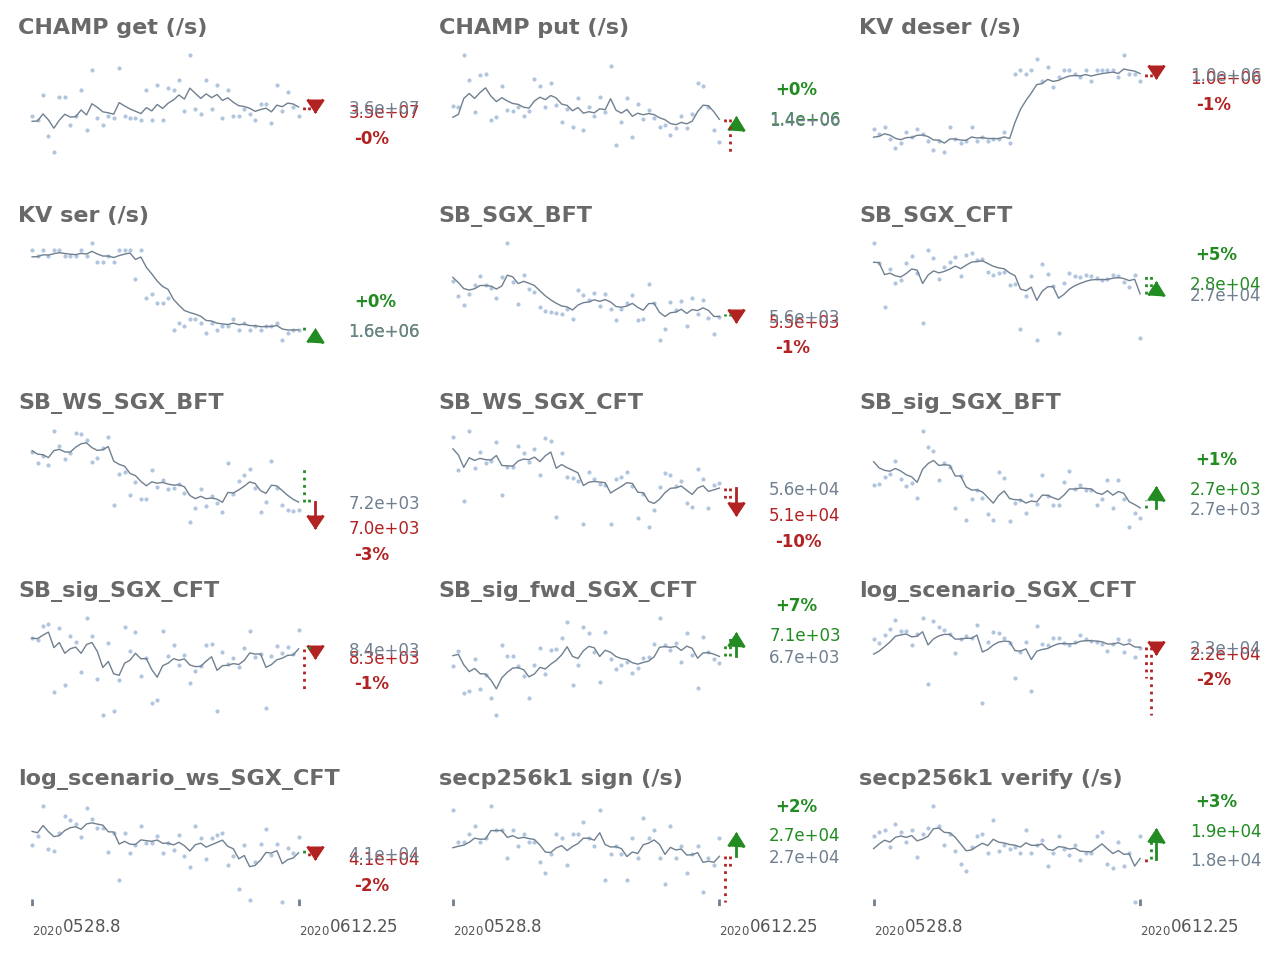 CHAMP get (/s)
3.6e+07
3.5e+07
-0%
CHAMP put (/s)
+0%
1.4e+06
1.4e+06
KV deser (/s)
1.0e+06
1.0e+06
-1%
KV ser (/s)
+0%
1.6e+06
SB_SGX_BFT
5.6e+03
5.5e+03
-1%
SB_SGX_CFT
+5%
2.8e+04
2.7e+04
SB_WS_SGX_BFT
7.2e+03
7.0e+03
-3%
SB_WS_SGX_CFT
5.6e+04
5.1e+04
-10%
SB_sig_SGX_BFT
+1%
2.7e+03
2.7e+03
SB_sig_SGX_CFT
8.4e+03
8.3e+03
-1%
SB_sig_fwd_SGX_CFT
+7%
7.1e+03
6.7e+03
log_scenario_SGX_CFT
2.3e+04
2.2e+04
-2%
log_scenario_ws_SGX_CFT
4.1e+04
4.1e+04
-2%
2020 0528.8
2020 0612.25
secp256k1 sign (/s)
+2%
2.7e+04
2.7e+04
2020 0528.8
2020 0612.25
secp256k1 verify (/s)
+3%
1.9e+04
1.8e+04
2020 0528.8
2020 0612.25